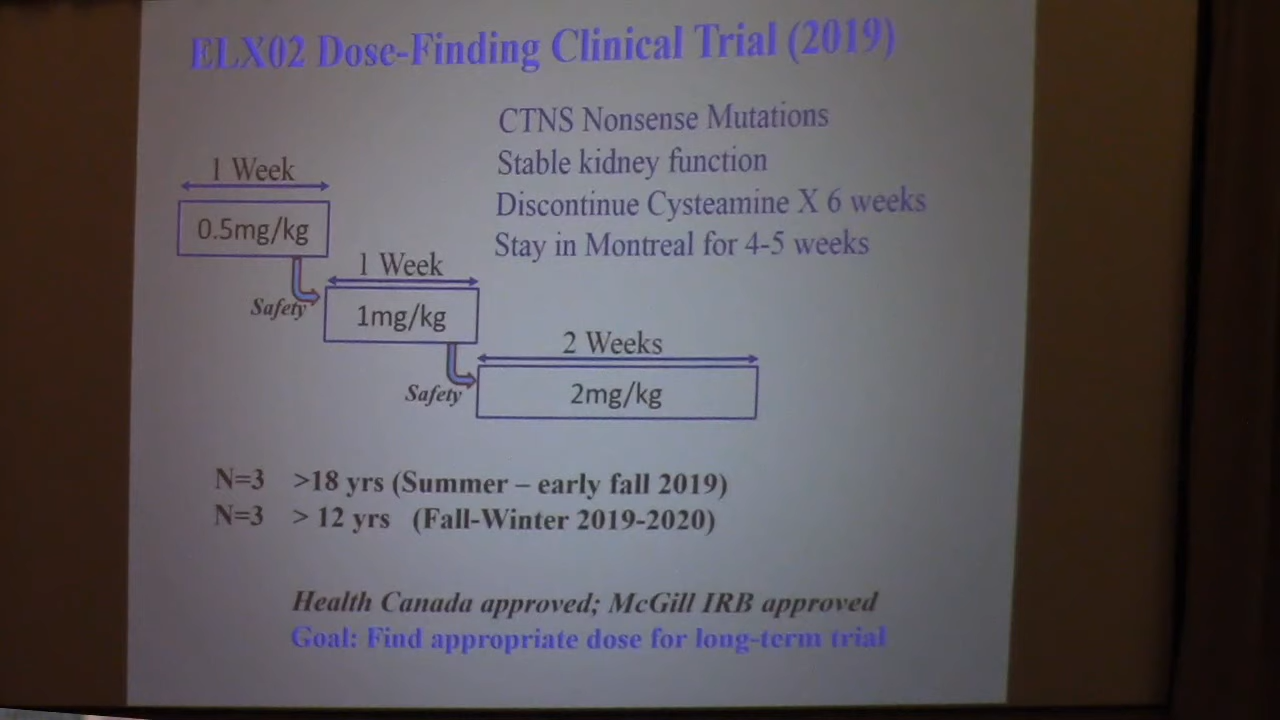 ELX02 Dose-Finding Clinical Trial (2019)
CTNS Nonsense Mutations
Stable kidney function
Discontinue Cysteamine X 6 weeks
Stay in Montreal for 4-5 weeks
1 Week
0.5mg/kg
Safety
1 Week
1mg/kg
Safety
2 Weeks
2mg/kg
N=3 >18 yrs (Summer – early fall 2019)
N=3 > 12 yrs (Fall-Winter 2019-2020)
Health Canada approved; McGill IRB approved
Goal: Find appropriate dose for long-term trial